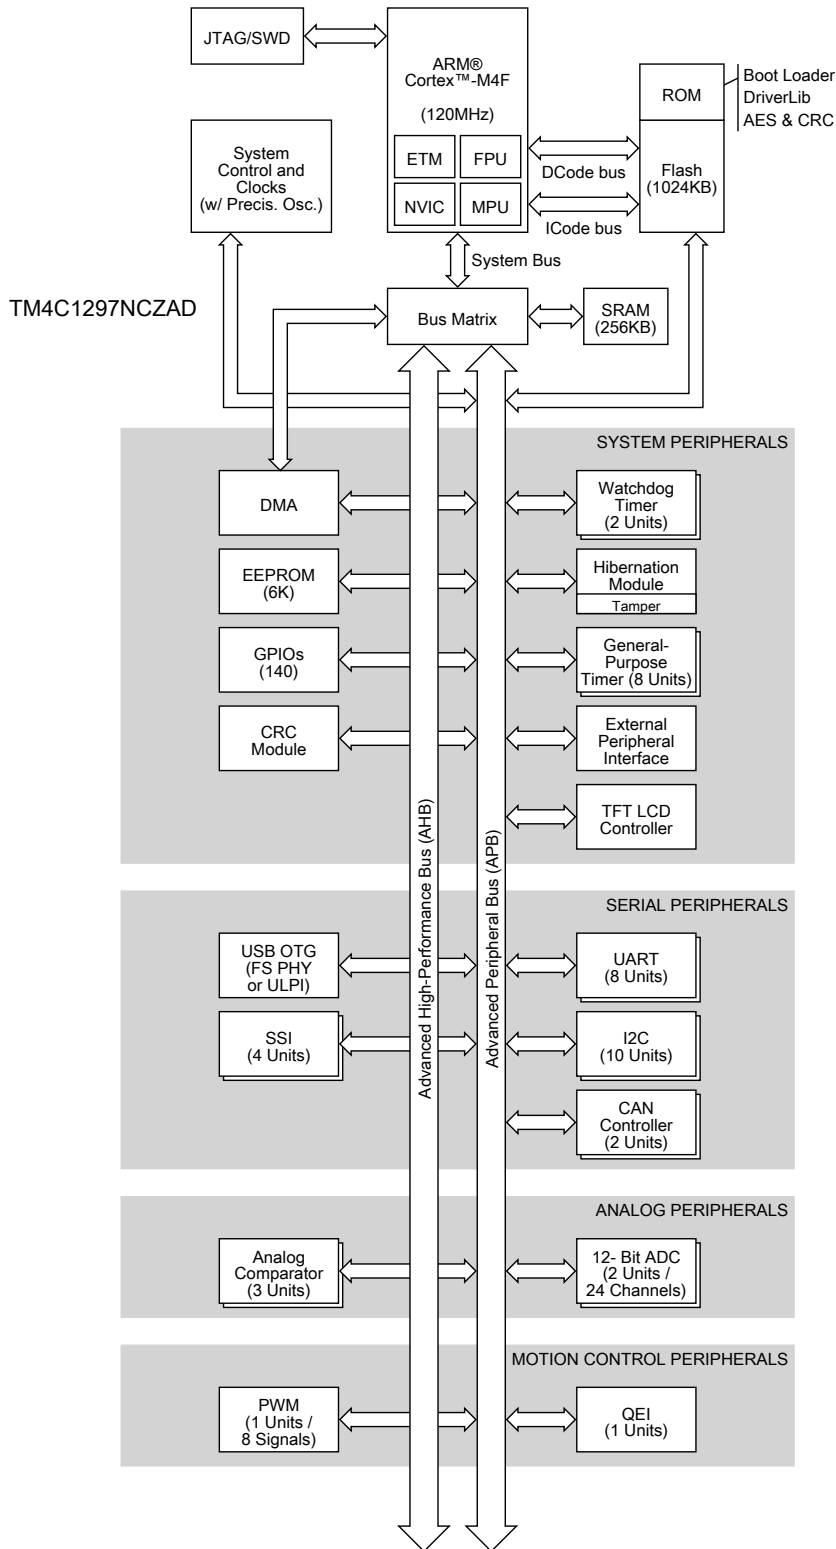 JTAG/SWD
ARM®
Cortex™-M4F
(120MHz)
ETM
FPU
NVIC
MPU
ROM
Boot Loader
DriverLib
AES & CRC
Flash
(1024KB)
DCode bus
ICode bus
System
Control and
Clocks
(w/ Precis. Osc.)
System Bus
TM4C1297NCZAD
Bus Matrix
SRAM
(256KB)
SYSTEM PERIPHERALS
DMA
Watchdog
Timer
(2 Units)
EEPROM
(6K)
Hibernation
Module
Tamper
GPIOs
(140)
General-
Purpose
Timer (8 Units)
CRC
Module
External
Peripheral
Interface
TFT LCD
Controller
Advanced High-Performance Bus (AHB)
Advanced Peripheral Bus (APB)
SERIAL PERIPHERALS
USB OTG
(FS PHY
or ULPI)
UART
(8 Units)
SSI
(4 Units)
I2C
(10 Units)
CAN
Controller
(2 Units)
ANALOG PERIPHERALS
Analog
Comparator
(3 Units)
12- Bit ADC
(2 Units /
24 Channels)
MOTION CONTROL PERIPHERALS
PWM
(1 Units /
8 Signals)
QEI
(1 Units)